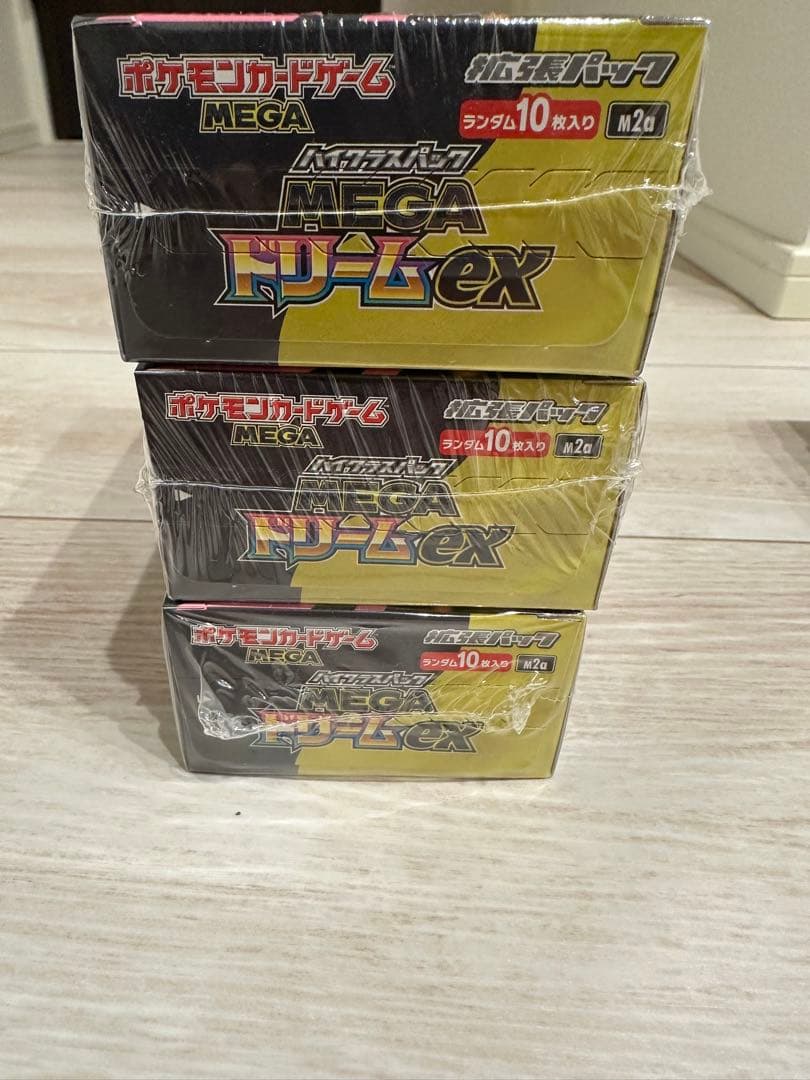 ポケモンカードゲーム
MEGA
拡張パック
ランダム10枚入り M2a
ハイクラスパック
MEGA
ドリームex
ポケモンカードゲーム
MEGA
拡張パック
ランダム10枚入り M2a
ハイクラスパック
MEGA
ドリームex
ポケモンカードゲーム
MEGA
拡張パック
ランダム10枚入り M2a
ハイクラスパック
MEGA
ドリームex